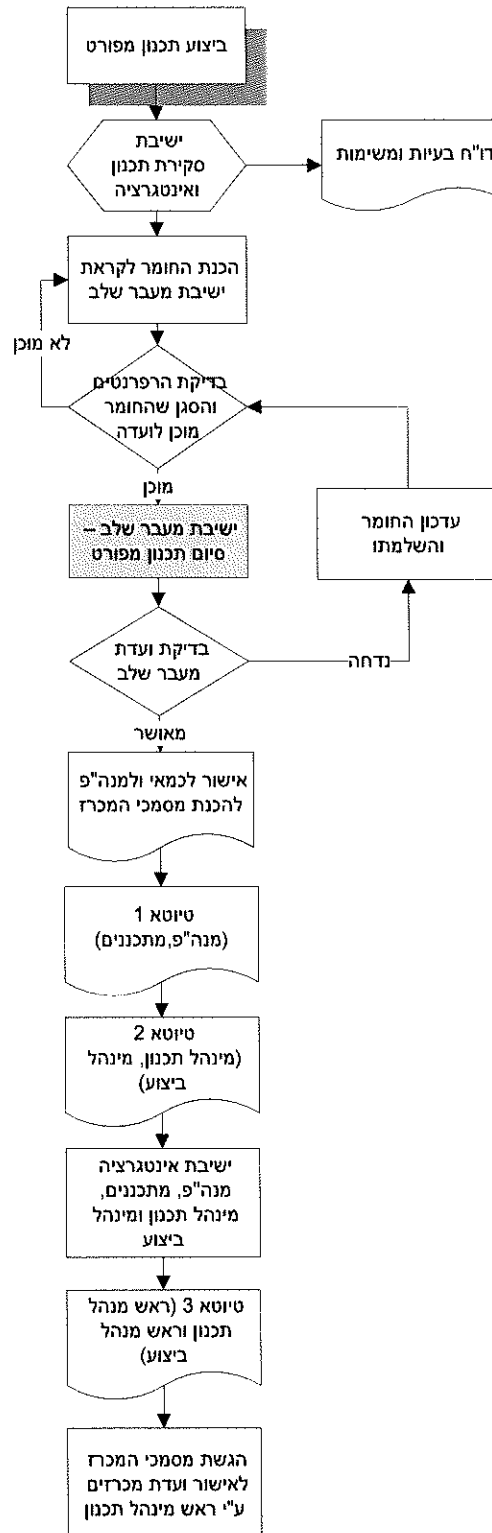 ביצוע תכנון מפורט
ישיבת
סקירת תכנון
ואינטגרציה
דו"ח בעיות ומשימות
הכנת החומר לקראת
ישיבת מעבר שלב
לא מוכן
בדיקת הרפרנטים
והסגן שהחומר
מוכן לועדה
מוכן
ישיבת מעבר שלב –
סיום תכנון מפורט
עדכון החומר
והשלמתו
בדיקת ועדת
מעבר שלב
נדחה
מאושר
אישור לכמאי ולמנה"פ
להכנת מסמכי המכרז
טיוטא 1
(מנה"פ,מתכננים)
טיוטא 2
(מינהל תכנון, מינהל
ביצוע)
ישיבת אינטגרציה
מנה"פ, מתכננים,
מינהל תכנון ומינהל
ביצוע
טיוטא 3 (ראש מנהל
תכנון וראש מנהל
ביצוע)
הגשת מסמכי המכרז
לאישור ועדת מכרזים
ע"י ראש מינהל תכנון